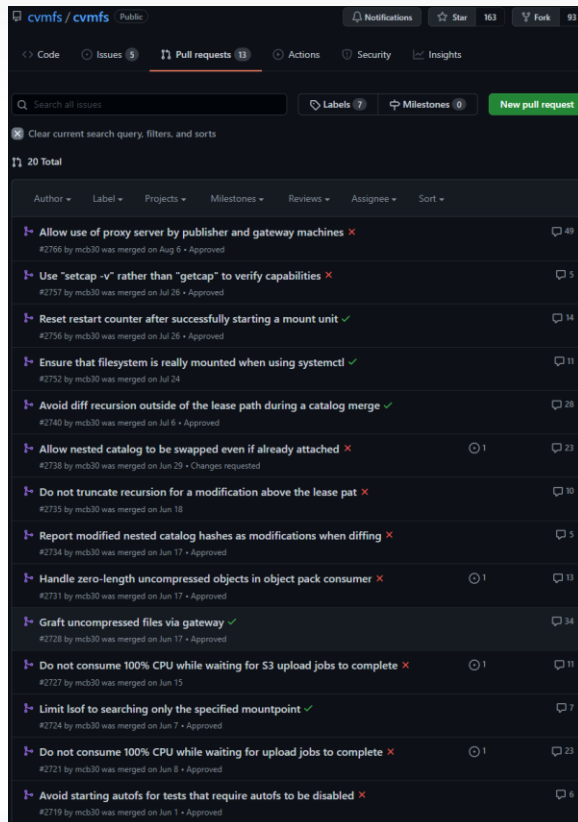 cvmfs / cvmfs Public Notifications Star 163 Fork 93
Code Issues 5 Pull requests 13 Actions Security Insights
Search all issues Labels 7 Milestones 0 New pull request
Clear current search query, filters, and sorts
20 Total
Author Label Projects Milestones Reviews Assignee Sort
Allow use of proxy server by publisher and gateway machines 49
#2766 by mcb30 was merged on Aug 6 • Approved
Use "setcap -v" rather than "getcap" to verify capabilities 5
#2757 by mcb30 was merged on Jul 26 • Approved
Reset restart counter after successfully starting a mount unit 14
#2756 by mcb30 was merged on Jul 26 • Approved
Ensure that filesystem is really mounted when using systemctl 11
#2752 by mcb30 was merged on Jul 24
Avoid diff recursion outside of the lease path during a catalog merge 28
#2740 by mcb30 was merged on Jul 6 • Approved
Allow nested catalog to be swapped even if already attached 1 23
#2738 by mcb30 was merged on Jun 29 • Changes requested
Do not truncate recursion for a modification above the lease pat 10
#2735 by mcb30 was merged on Jun 18
Report modified nested catalog hashes as modifications when diffing 5
#2734 by mcb30 was merged on Jun 17 • Approved
Handle zero-length uncompressed objects in object pack consumer 1 13
#2731 by mcb30 was merged on Jun 17 • Approved
Graft uncompressed files via gateway 34
#2728 by mcb30 was merged on Jun 17 • Approved
Do not consume 100% CPU while waiting for S3 upload jobs to complete 1 11
#2727 by mcb30 was merged on Jun 15
Limit lsof to searching only the specified mountpoint 7
#2724 by mcb30 was merged on Jun 7 • Approved
Do not consume 100% CPU while waiting for upload jobs to complete 1 23
#2721 by mcb30 was merged on Jun 8 • Approved
Avoid starting autofs for tests that require autofs to be disabled 6
#2719 by mcb30 was merged on Jun 1 • Approved